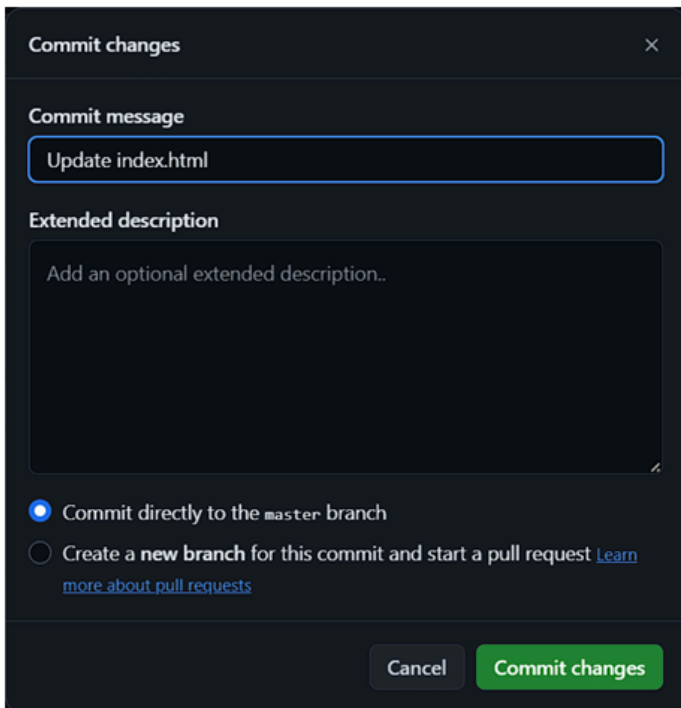 Commit changes
Commit message
Update index.html
Extended description
Add an optional extended description..
Commit directly to the master branch
Create a new branch for this commit and start a pull request Learn
more about pull requests
Cancel
Commit changes